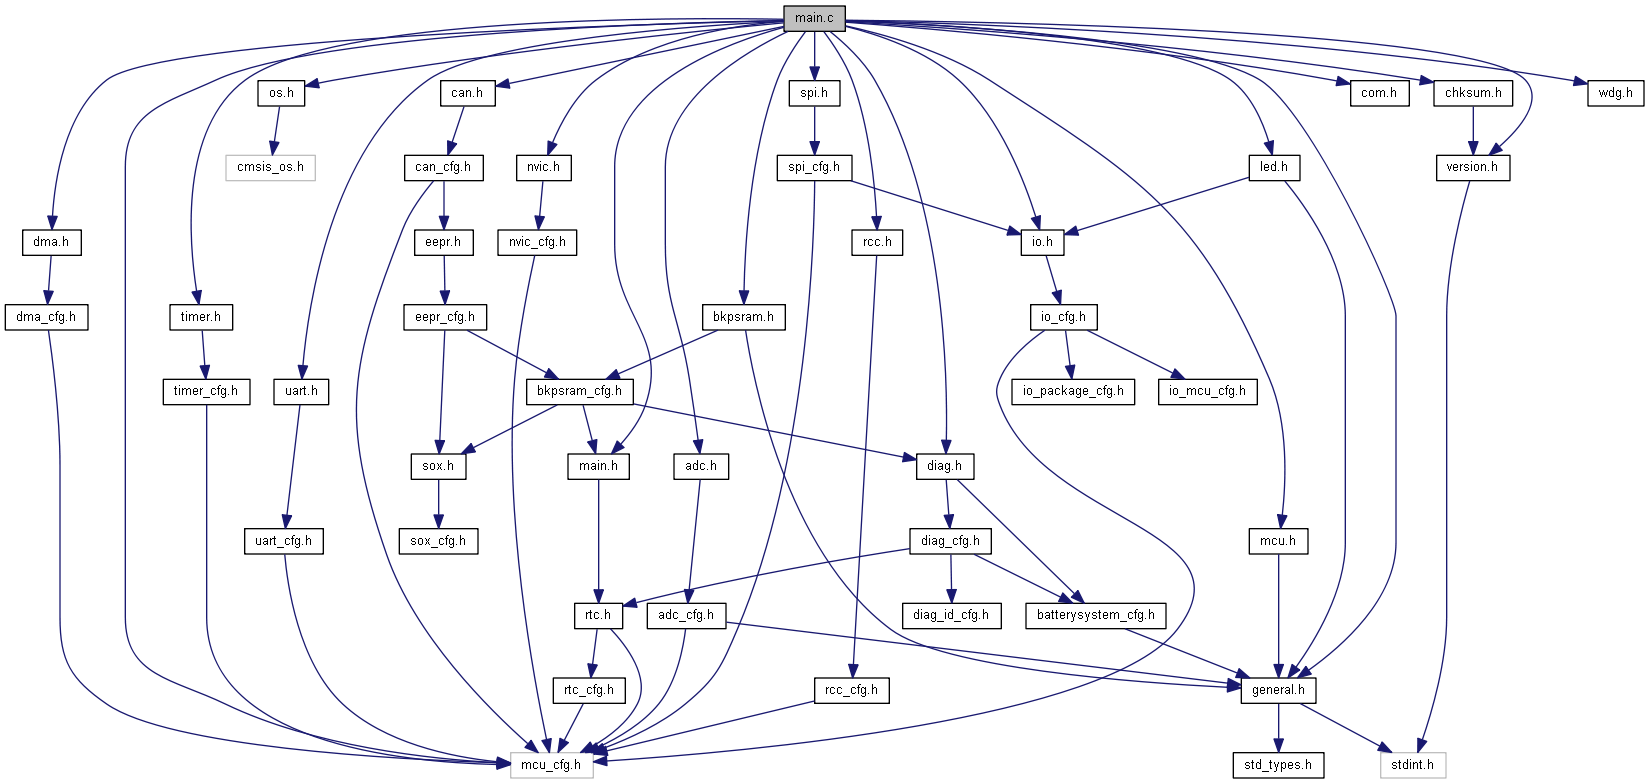 main.c
os.h
can.h
spi.h
com.h
chksum.h
wdg.h
cmsis_os.h
can_cfg.h
nvic.h
spi_cfg.h
led.h
version.h
dma.h
eepr.h
nvic_cfg.h
rcc.h
io.h
dma_cfg.h
timer.h
eepr_cfg.h
bkpsram.h
io_cfg.h
timer_cfg.h
uart.h
bkpsram_cfg.h
io_package_cfg.h
io_mcu_cfg.h
sox.h
main.h
adc.h
diag.h
uart_cfg.h
sox_cfg.h
diag_cfg.h
mcu.h
rtc.h
adc_cfg.h
diag_id_cfg.h
batterysystem_cfg.h
rtc_cfg.h
rcc_cfg.h
general.h
mcu_cfg.h
std_types.h
stdint.h